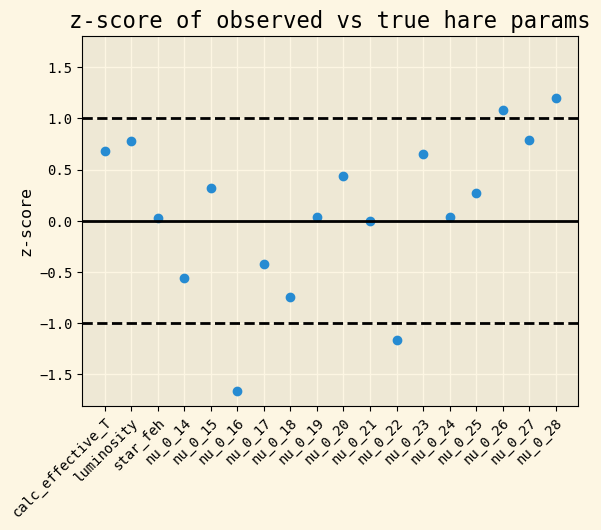 z-score of observed vs true hare params
z-score
1.5
1.0
0.5
0.0
−0.5
−1.0
−1.5
calc_effective_T
luminosity
star_feh
nu_0_14
nu_0_15
nu_0_16
nu_0_17
nu_0_18
nu_0_19
nu_0_20
nu_0_21
nu_0_22
nu_0_23
nu_0_24
nu_0_25
nu_0_26
nu_0_27
nu_0_28